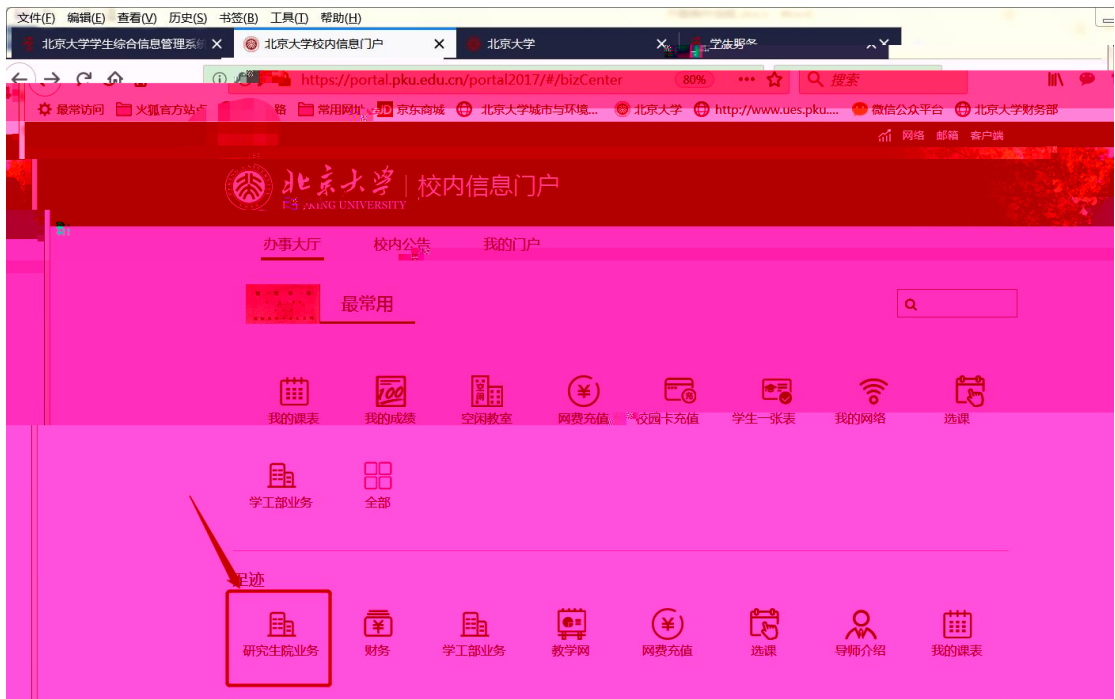 文件(F) 编辑(E) 查看(V) 历史(S) 书签(B) 工具(T) 帮助(H)
北京大学学生综合信息管理系统 × 北京大学校内信息门户 × 北京大学 ×
https://portal.pku.edu.cn/portal2017/#/bizCenter 80% 搜索
最常访问 火狐官方站点 常用网址 JD 京东商城 北京大学城市与环境... 北京大学 http://www.ues.pku.... 微信公众平台 北京大学财务部
网络 邮箱 客户端
北京大学 校内信息门户
UNIVERSITY
办事大厅 校内公告 我的门户
最常用
我的课表 我的成绩 空闲教室 网费充值 校园卡充值 学生一张表 我的网络 选课
学工部业务 全部
足迹
研究生院业务 财务 学工部业务 教学网 网费充值 选课 导师介绍 我的课表